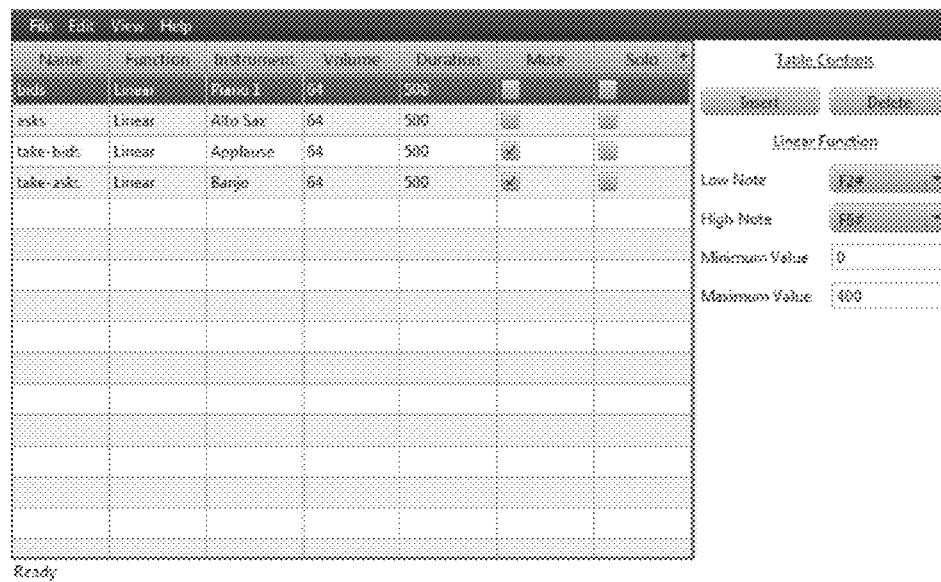 File Edit View Help
Name Function Instrument Volume Duration Mute Solo
bids Linear Piano 1 64 500
asks Linear Alto Sax 64 500
take-bids Linear Applause 64 500
take-asks Linear Banjo 64 500
Table Controls
Insert Delete
Linear Function
Low Note
High Note
Minimum Value 0
Maximum Value 400
Ready